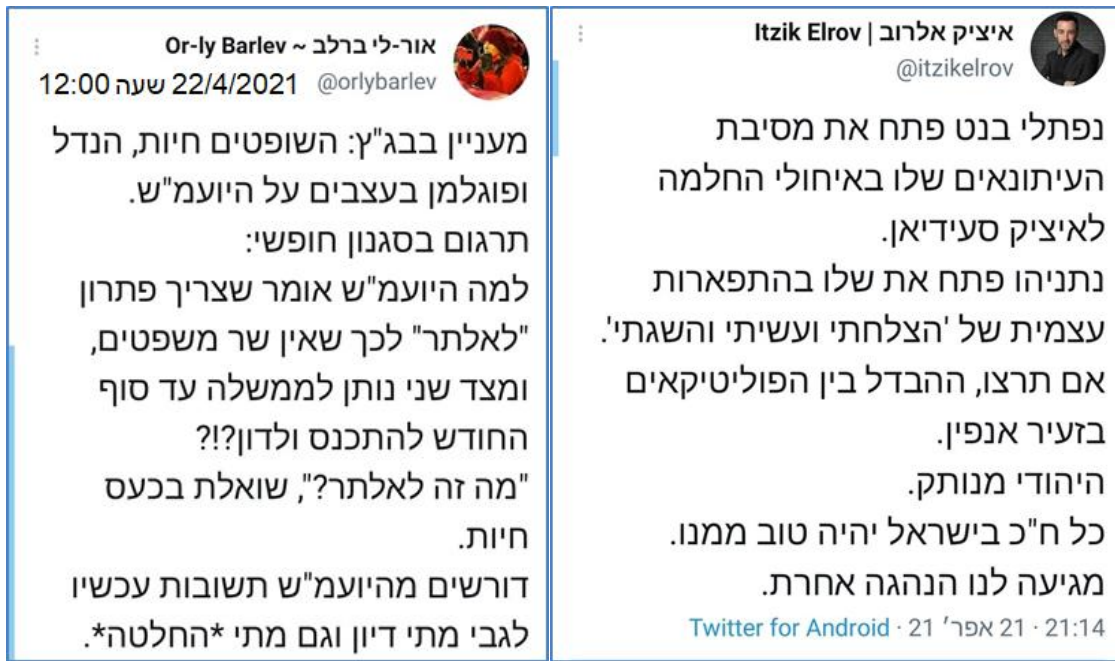 איציק אלרוב | Itzik Elrov
@itzikelrov
נפתלי בנט פתח את מסיבת
העיתונאים שלו באיחולי החלמה
לאיציק סעידיאן.
נתניהו פתח את שלו בהתפארות
עצמית של 'הצלחתי ועשיתי והשגתי'.
אם תרצו, ההבדל בין הפוליטיקאים
בזעיר אנפין.
היהודי מנותק.
כל ח"כ בישראל יהיה טוב ממנו.
מגיעה לנו הנהגה אחרת.
21:14 · 21 אפר׳ 21 · Twitter for Android
אור-לי ברלב ~ Or-ly Barlev
@orlybarlev 22/4/2021 שעה 12:00
מעניין בבג"ץ: השופטים חיות, הנדל
ופוגלמן בעצבים על היועמ"ש.
תרגום בסגנון חופשי:
למה היועמ"ש אומר שצריך פתרון
"לאלתר" לכך שאין שר משפטים,
ומצד שני נותן לממשלה עד סוף
החודש להתכנס ולדון?!?
"מה זה לאלתר?", שואלת בכעס
חיות.
דורשים מהיועמ"ש תשובות עכשיו
לגבי מתי דיון וגם מתי *החלטה*.